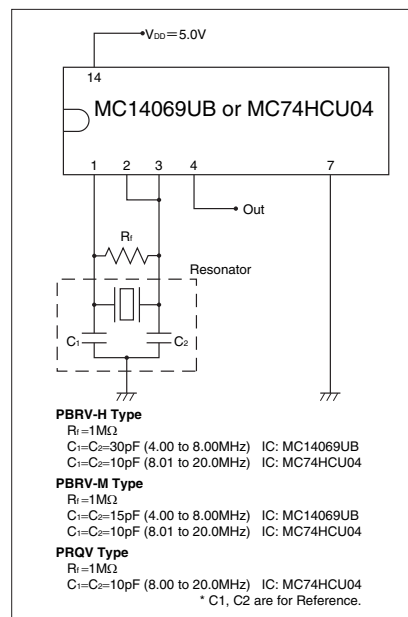 VDD=5.0V
14
MC14069UB or MC74HCU04
1 2 3 4 7
Out
Rf
Resonator
C1 C2
PBRV-H Type
Rf=1MΩ
C1=C2=30pF (4.00 to 8.00MHz) IC: MC14069UB
C1=C2=10pF (8.01 to 20.0MHz) IC: MC74HCU04
PBRV-M Type
Rf=1MΩ
C1=C2=15pF (4.00 to 8.00MHz) IC: MC14069UB
C1=C2=10pF (8.01 to 20.0MHz) IC: MC74HCU04
PRQV Type
Rf=1MΩ
C1=C2=10pF (8.00 to 20.0MHz) IC: MC74HCU04
* C1, C2 are for Reference.